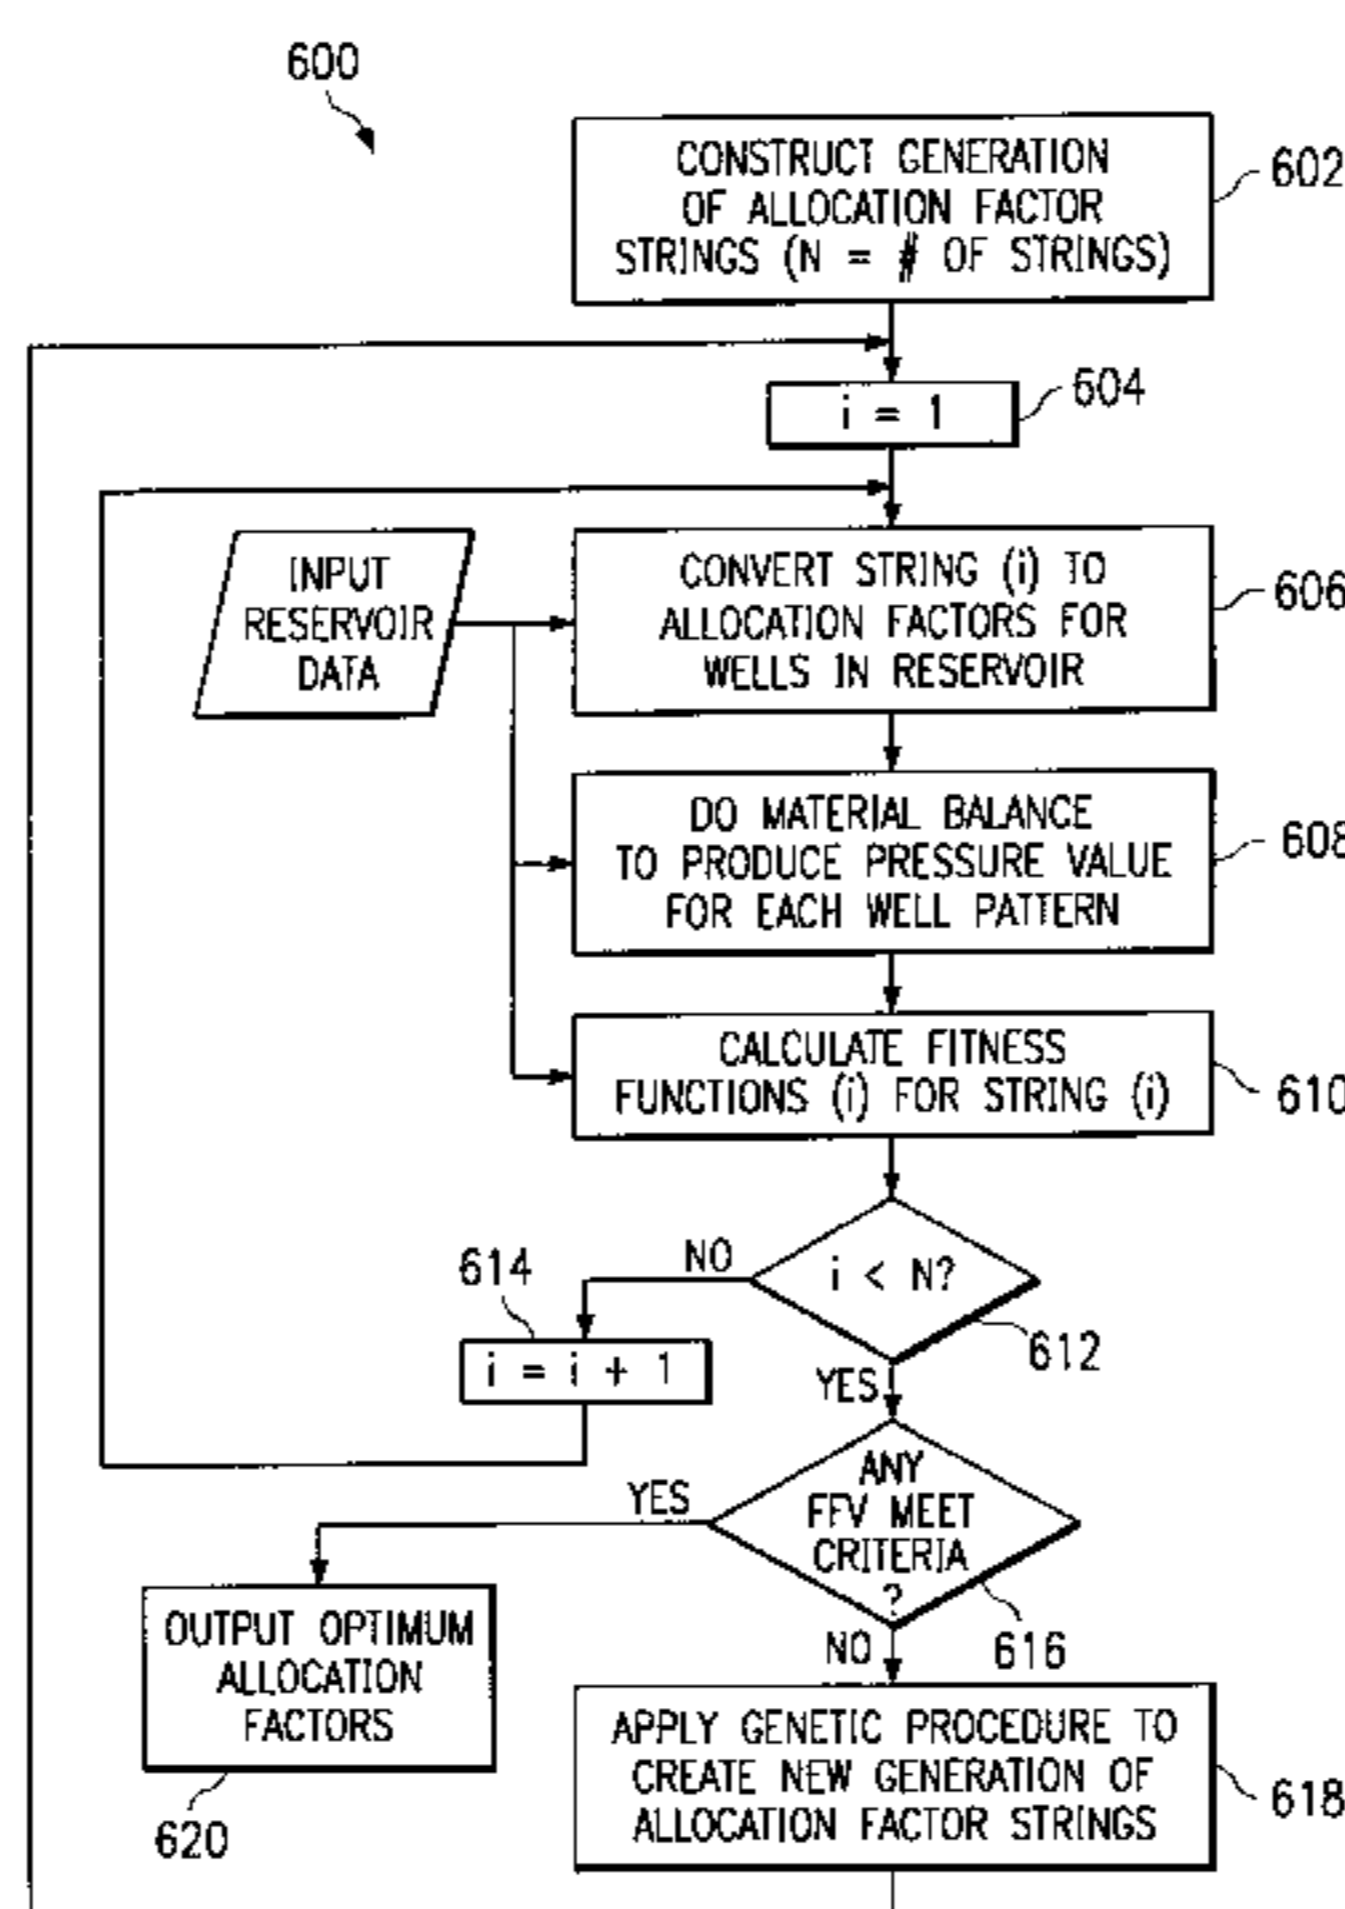 600
CONSTRUCT GENERATION
OF ALLOCATION FACTOR
STRINGS (N = # OF STRINGS)
602
i = 1
604
INPUT
RESERVOIR
DATA
CONVERT STRING (i) TO
ALLOCATION FACTORS FOR
WELLS IN RESERVOIR
606
DO MATERIAL BALANCE
TO PRODUCE PRESSURE VALUE
FOR EACH WELL PATTERN
608
CALCULATE FITNESS
FUNCTIONS (i) FOR STRING (i)
610
NO
i < N?
612
614
i = i + 1
YES
YES
ANY
FFV MEET
CRITERIA
?
616
NO
OUTPUT OPTIMUM
ALLOCATION
FACTORS
620
APPLY GENETIC PROCEDURE TO
CREATE NEW GENERATION OF
ALLOCATION FACTOR STRINGS
618